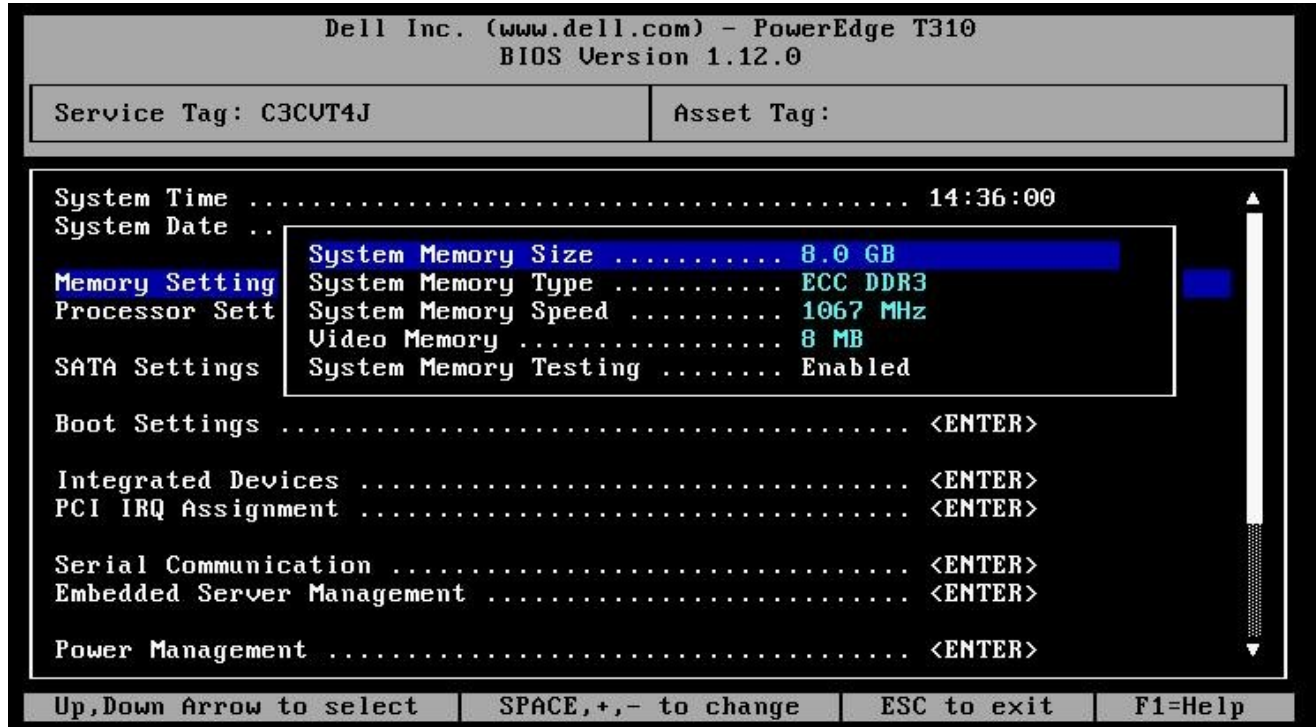 Dell Inc. (www.dell.com) - PowerEdge T310
BIOS Version 1.12.0
Service Tag: C3CVT4J
Asset Tag:
System Time .......................................... 14:36:00
System Date ..
System Memory Size ........... 8.0 GB
Memory Setting
System Memory Type ........... ECC DDR3
Processor Sett
System Memory Speed .......... 1067 MHz
Video Memory ................. 8 MB
SATA Settings
System Memory Testing ........ Enabled
Boot Settings ........................................ <ENTER>
Integrated Devices ................................... <ENTER>
PCI IRQ Assignment ................................... <ENTER>
Serial Communication ................................. <ENTER>
Embedded Server Management ........................... <ENTER>
Power Management ..................................... <ENTER>
Up,Down Arrow to select
SPACE,+,- to change
ESC to exit
F1=Help